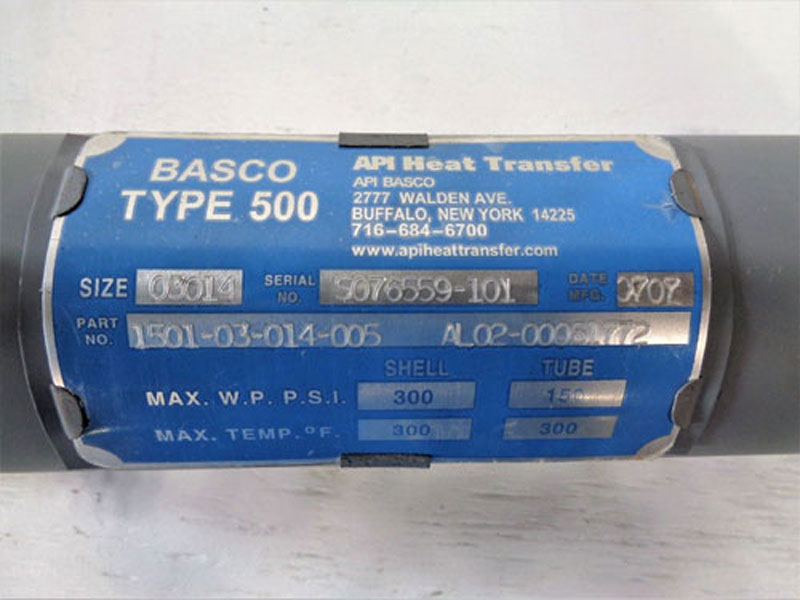 BASCO
TYPE 500
API Heat Transfer
API BASCO
2777 WALDEN AVE.
BUFFALO, NEW YORK 14225
716-684-6700
www.apiheattransfer.com
SIZE 03014 SERIAL NO. S076559-101 DATE MFG. 0707
PART NO. 1501-03-014-005
SHELL TUBE
MAX. W.P. P.S.I. 300 150
MAX. TEMP.°F. 300 300